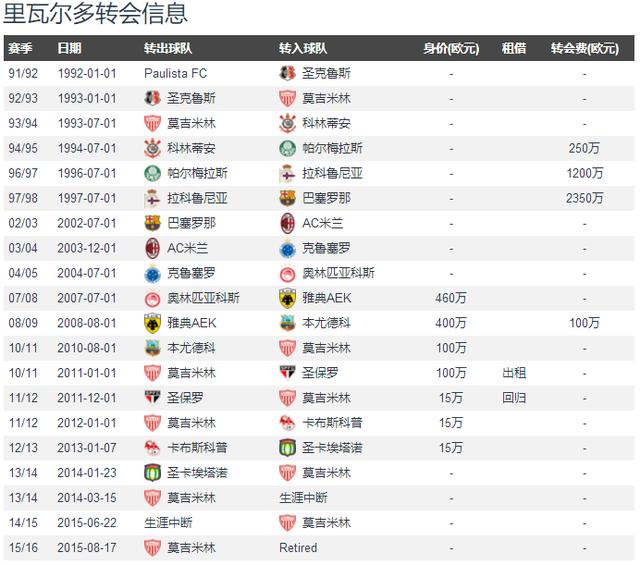 里瓦尔多转会信息
赛季 日期 转出球队 转入球队 身价(欧元) 租借 转会费(欧元)
91/92 1992-01-01 Paulista FC 圣克鲁斯 - -
92/93 1993-01-01 圣克鲁斯 莫吉米林 - -
93/94 1993-07-01 莫吉米林 科林蒂安 - -
94/95 1994-07-01 科林蒂安 帕尔梅拉斯 - 250万
96/97 1996-07-01 帕尔梅拉斯 拉科鲁尼亚 - 1200万
97/98 1997-07-01 拉科鲁尼亚 巴塞罗那 - 2350万
02/03 2002-07-01 巴塞罗那 AC米兰 - -
03/04 2003-12-01 AC米兰 克鲁塞罗 - -
04/05 2004-07-01 克鲁塞罗 奥林匹亚科斯 - -
07/08 2007-07-01 奥林匹亚科斯 雅典AEK 460万 -
08/09 2008-08-01 雅典AEK 本尤德科 400万 100万
10/11 2010-08-01 本尤德科 莫吉米林 100万 -
10/11 2011-01-01 莫吉米林 圣保罗 100万 出租 -
11/12 2011-12-01 圣保罗 莫吉米林 15万 回归 -
11/12 2012-01-01 莫吉米林 卡布斯科普 15万 -
12/13 2013-01-07 卡布斯科普 圣卡埃塔诺 15万 -
13/14 2014-01-23 圣卡埃塔诺 莫吉米林 - -
13/14 2014-03-15 莫吉米林 生涯中断 - -
14/15 2015-06-22 生涯中断 莫吉米林 - -
15/16 2015-08-17 莫吉米林 Retired - -